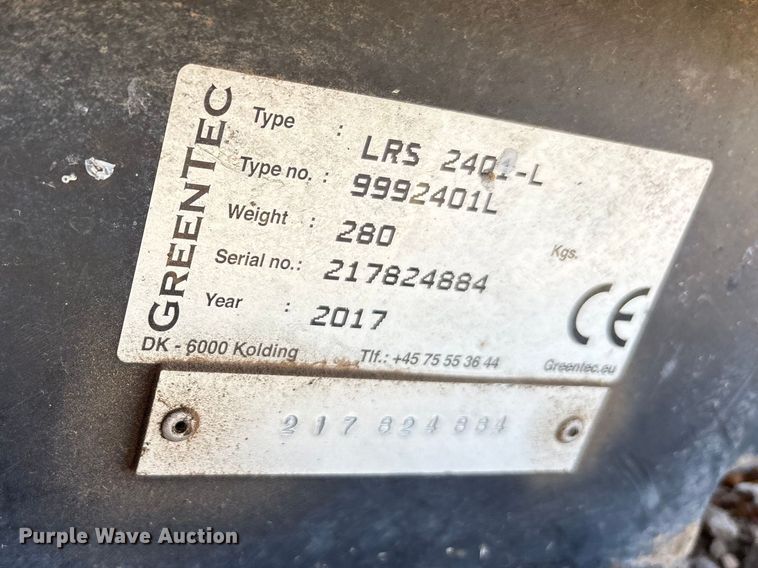 GREENTEC
Type : LRS 2401-L
Type no. : 9992401L
Weight : 280 Kgs.
Serial no.: 217824884
Year : 2017
DK - 6000 Kolding Tlf.: +45 75 55 36 44 Greentec.eu
CE
217 824 884
Purple Wave Auction